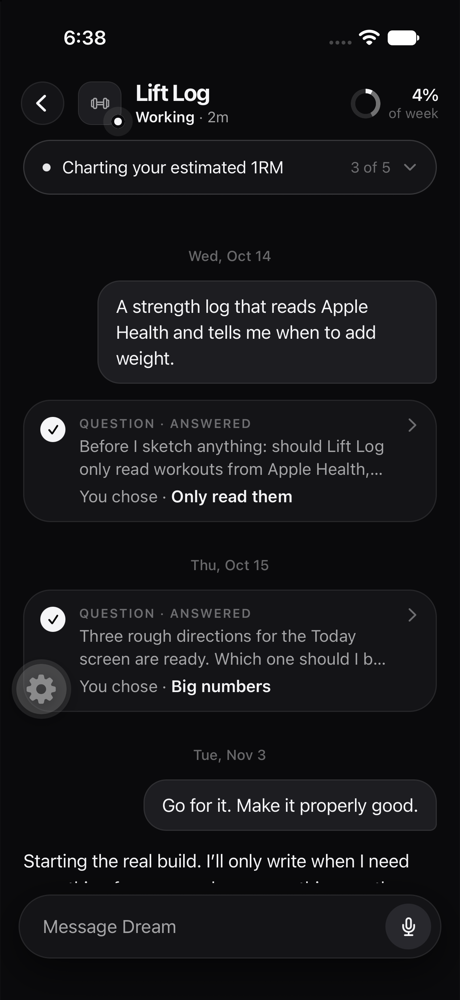 6:38
Lift Log
Working · 2m
4%
of week
Charting your estimated 1RM
3 of 5
Wed, Oct 14
A strength log that reads Apple
Health and tells me when to add
weight.
QUESTION · ANSWERED
Before I sketch anything: should Lift Log
only read workouts from Apple Health,...
You chose · Only read them
Thu, Oct 15
QUESTION · ANSWERED
Three rough directions for the Today
screen are ready. Which one should I b...
You chose · Big numbers
Tue, Nov 3
Go for it. Make it properly good.
Starting the real build. I’ll only write when I need
Message Dream